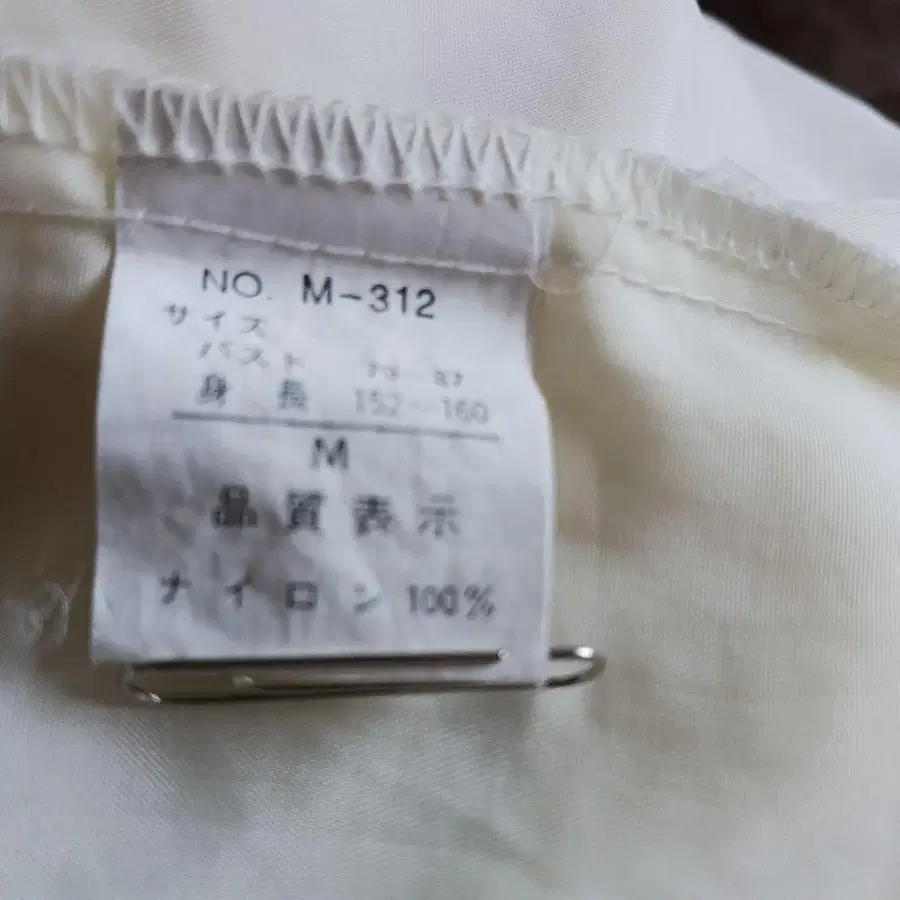 NO. M-312
サイズ
バスト
身長 152〜160
M
品質表示
ナイロン 100%